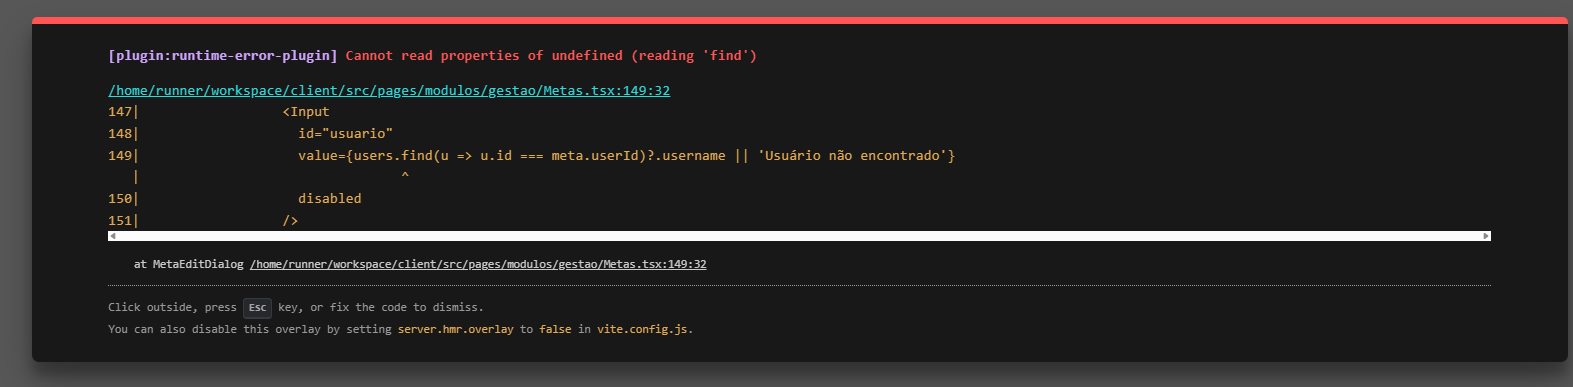 [plugin:runtime-error-plugin] Cannot read properties of undefined (reading 'find')
/home/runner/workspace/client/src/pages/modulos/gestao/Metas.tsx:149:32
147|                  <Input
148|                    id="usuario"
149|                    value={users.find(u => u.id === meta.userId)?.username || 'Usuário não encontrado'}
   |                                 ^
150|                    disabled
151|                  />
at MetaEditDialog /home/runner/workspace/client/src/pages/modulos/gestao/Metas.tsx:149:32
Click outside, press Esc key, or fix the code to dismiss.
You can also disable this overlay by setting server.hmr.overlay to false in vite.config.js.